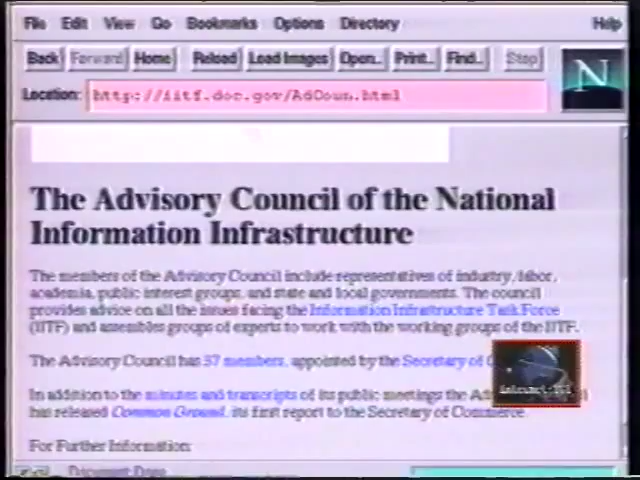 File Edit View Go Bookmarks Options Directory Help
Back Forward Home Reload Load Images Open... Print... Find... Stop
N
Location: http://iitf.doc.gov/AdCoun.html
The Advisory Council of the National
Information Infrastructure
The members of the Advisory Council include representatives of industry, labor,
academia, public interest groups, and state and local governments. The council
provides advice on all the issues facing the Information Infrastructure Task Force
(IITF) and assembles groups of experts to work with the working groups of the IITF.
The Advisory Council has 37 members, appointed by the Secretary of
In addition to the minutes and transcripts of its public meetings the
has released Common Ground, its first report to the Secretary of Commerce.
For Further Information:
Document: Done